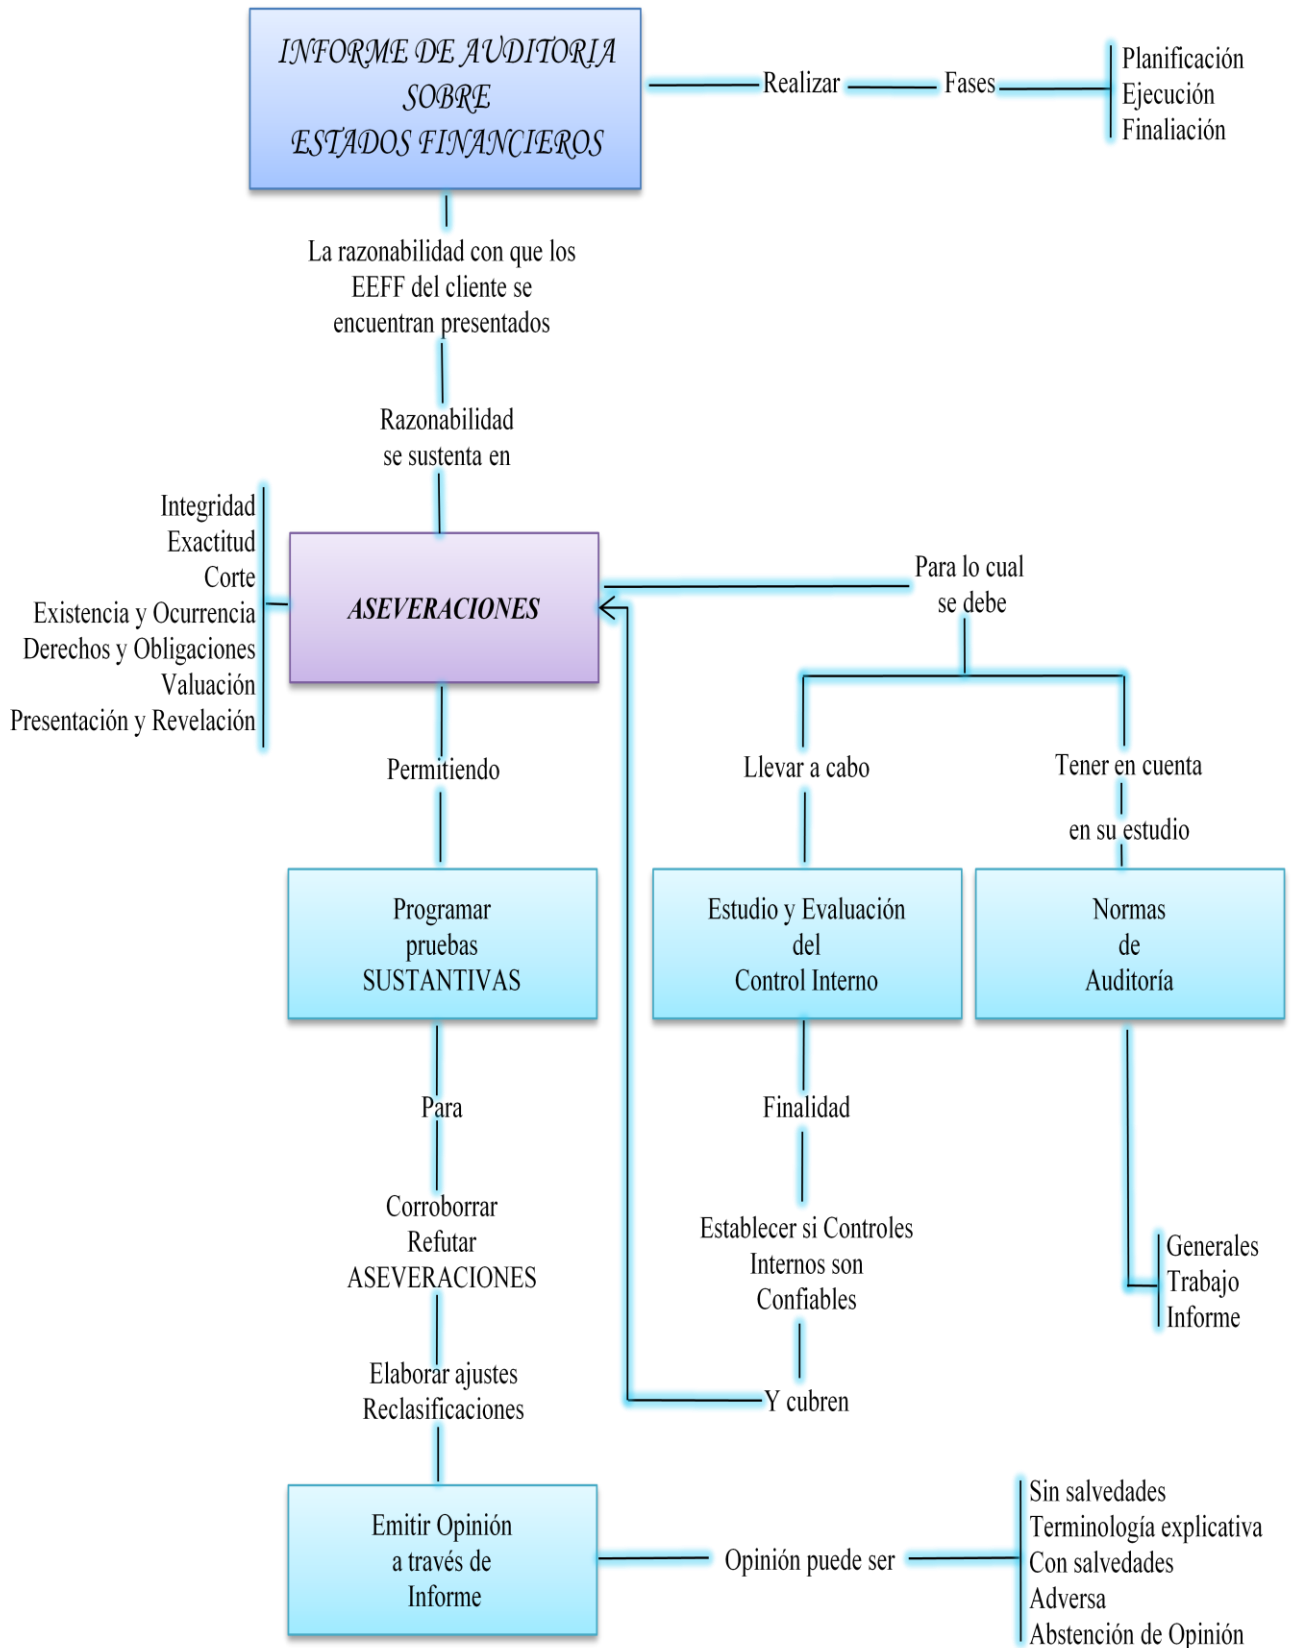 INFORME DE AUDITORIA
SOBRE
ESTADOS FINANCIEROS
Realizar
Fases
Planificación
Ejecución
Finaliación
La razonabilidad con que los
EEFF del cliente se
encuentran presentados
Razonabilidad
se sustenta en
Integridad
Exactitud
Corte
Existencia y Ocurrencia
Derechos y Obligaciones
Valuación
Presentación y Revelación
ASEVERACIONES
Para lo cual
se debe
Permitiendo
Llevar a cabo
Tener en cuenta
en su estudio
Programar
pruebas
SUSTANTIVAS
Estudio y Evaluación
del
Control Interno
Normas
de
Auditoría
Para
Finalidad
Corroborrar
Refutar
ASEVERACIONES
Establecer si Controles
Internos son
Confiables
Generales
Trabajo
Informe
Elaborar ajustes
Reclasificaciones
Y cubren
Emitir Opinión
a través de
Informe
Opinión puede ser
Sin salvedades
Terminología explicativa
Con salvedades
Adversa
Abstención de Opinión